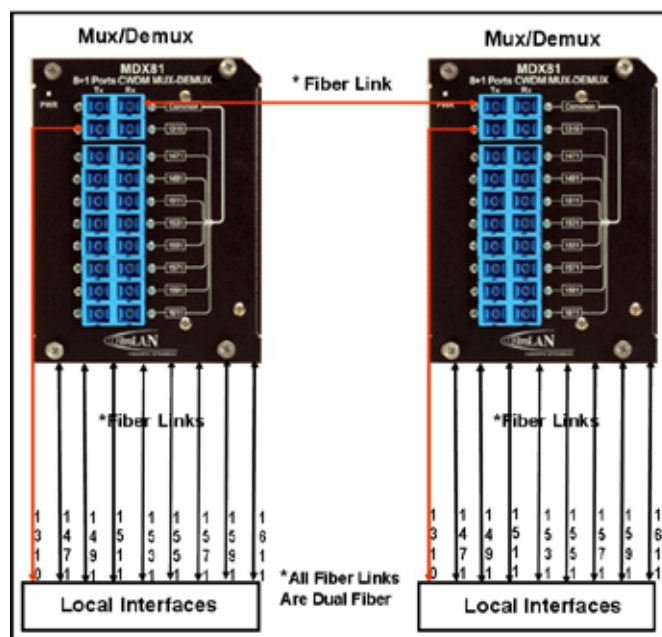 Mux/Demux
MDX81
8+1 Ports CWDM MUX-DEMUX
Tx Rx
PWR
Common
1310
1471
1491
1511
1531
1551
1571
1591
1611
LAN
*Fiber Links
1310 1471 1491 1511 1531 1551 1571 1591 1611
Local Interfaces
* Fiber Link
*All Fiber Links
Are Dual Fiber
Mux/Demux
MDX81
8+1 Ports CWDM MUX-DEMUX
Tx Rx
PWR
Common
1310
1471
1491
1511
1531
1551
1571
1591
1611
LAN
*Fiber Links
1310 1471 1491 1511 1531 1551 1571 1591 1611
Local Interfaces